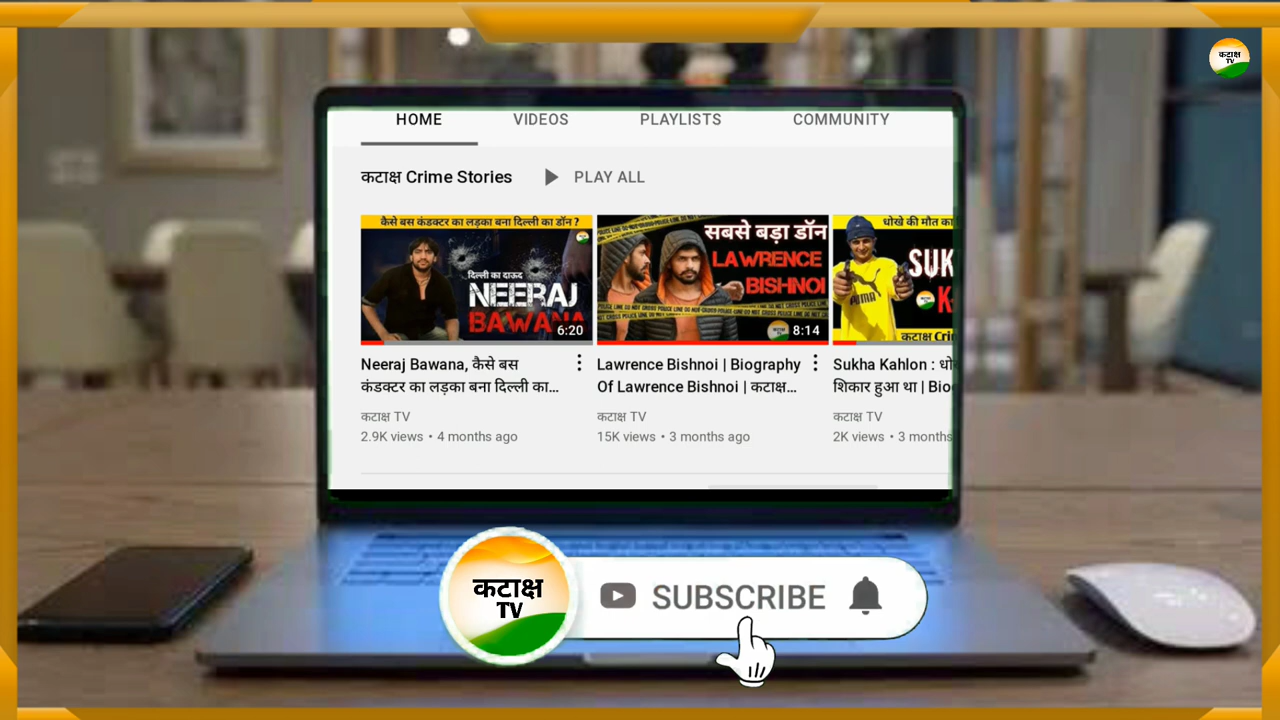 कटाक्ष
TV
HOME VIDEOS PLAYLISTS COMMUNITY
कटाक्ष Crime Stories PLAY ALL
कैसे बस कंडक्टर का लड़का बना दिल्ली का डॉन ?
दिल्ली का दाऊद
NEERAJ
BAWANA
6:20
सबसे बड़ा डॉन
LAWRENCE
BISHNOI
8:14
धोखे की मौत का
SUK
K
कटाक्ष Cri
Neeraj Bawana, कैसे बस
कंडक्टर का लड़का बना दिल्ली का...
कटाक्ष TV
2.9K views • 4 months ago
Lawrence Bishnoi | Biography
Of Lawrence Bishnoi | कटाक्ष...
कटाक्ष TV
15K views • 3 months ago
Sukha Kahlon : धो
शिकार हुआ था | Bio
कटाक्ष TV
2K views • 3 months
कटाक्ष
TV
SUBSCRIBE